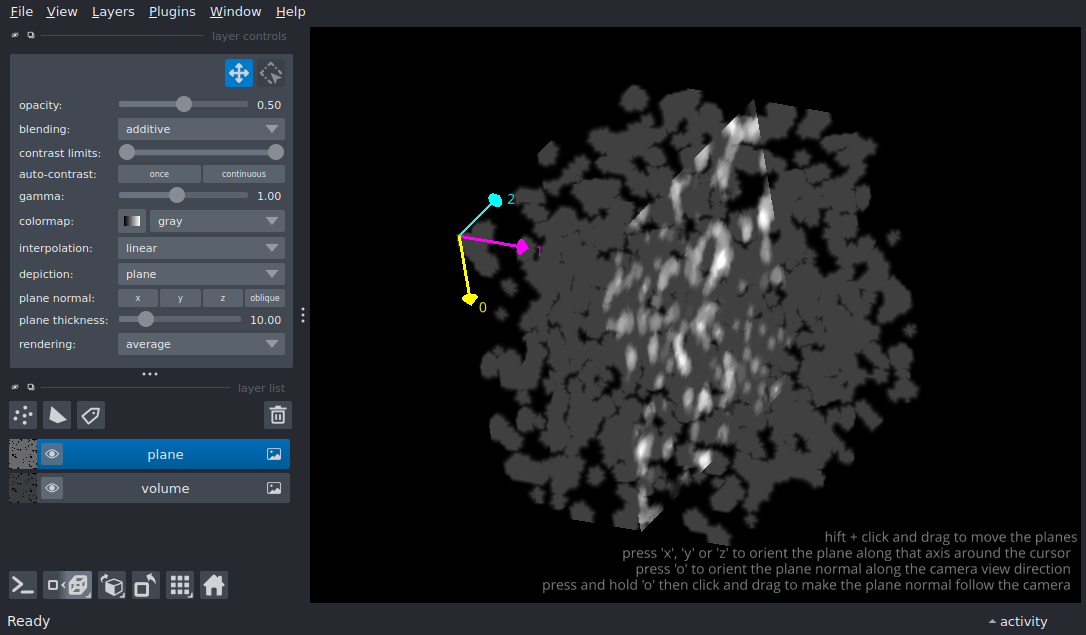 File View Layers Plugins Window Help
layer controls
opacity: 0.50
blending: additive
contrast limits:
auto-contrast: once continuous
gamma: 1.00
colormap: gray
interpolation: linear
depiction: plane
plane normal: x y z oblique
plane thickness: 10.00
rendering: average
layer list
plane
volume
2
1
0
hift + click and drag to move the planes
press 'x', 'y' or 'z' to orient the plane along that axis around the cursor
press 'o' to orient the plane normal along the camera view direction
press and hold 'o' then click and drag to make the plane normal follow the camera
Ready activity